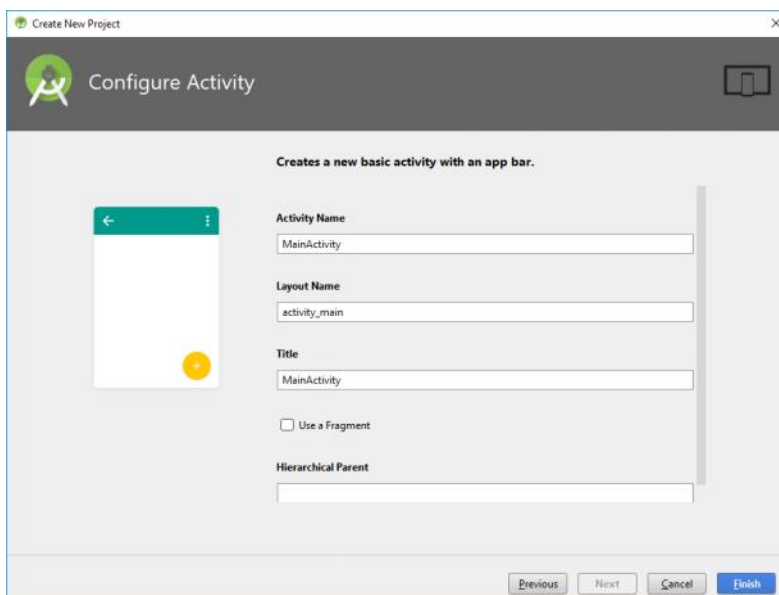 Create New Project
Configure Activity
Creates a new basic activity with an app bar.
Activity Name
MainActivity
Layout Name
activity_main
Title
MainActivity
Use a Fragment
Hierarchical Parent
Previous
Next
Cancel
Finish